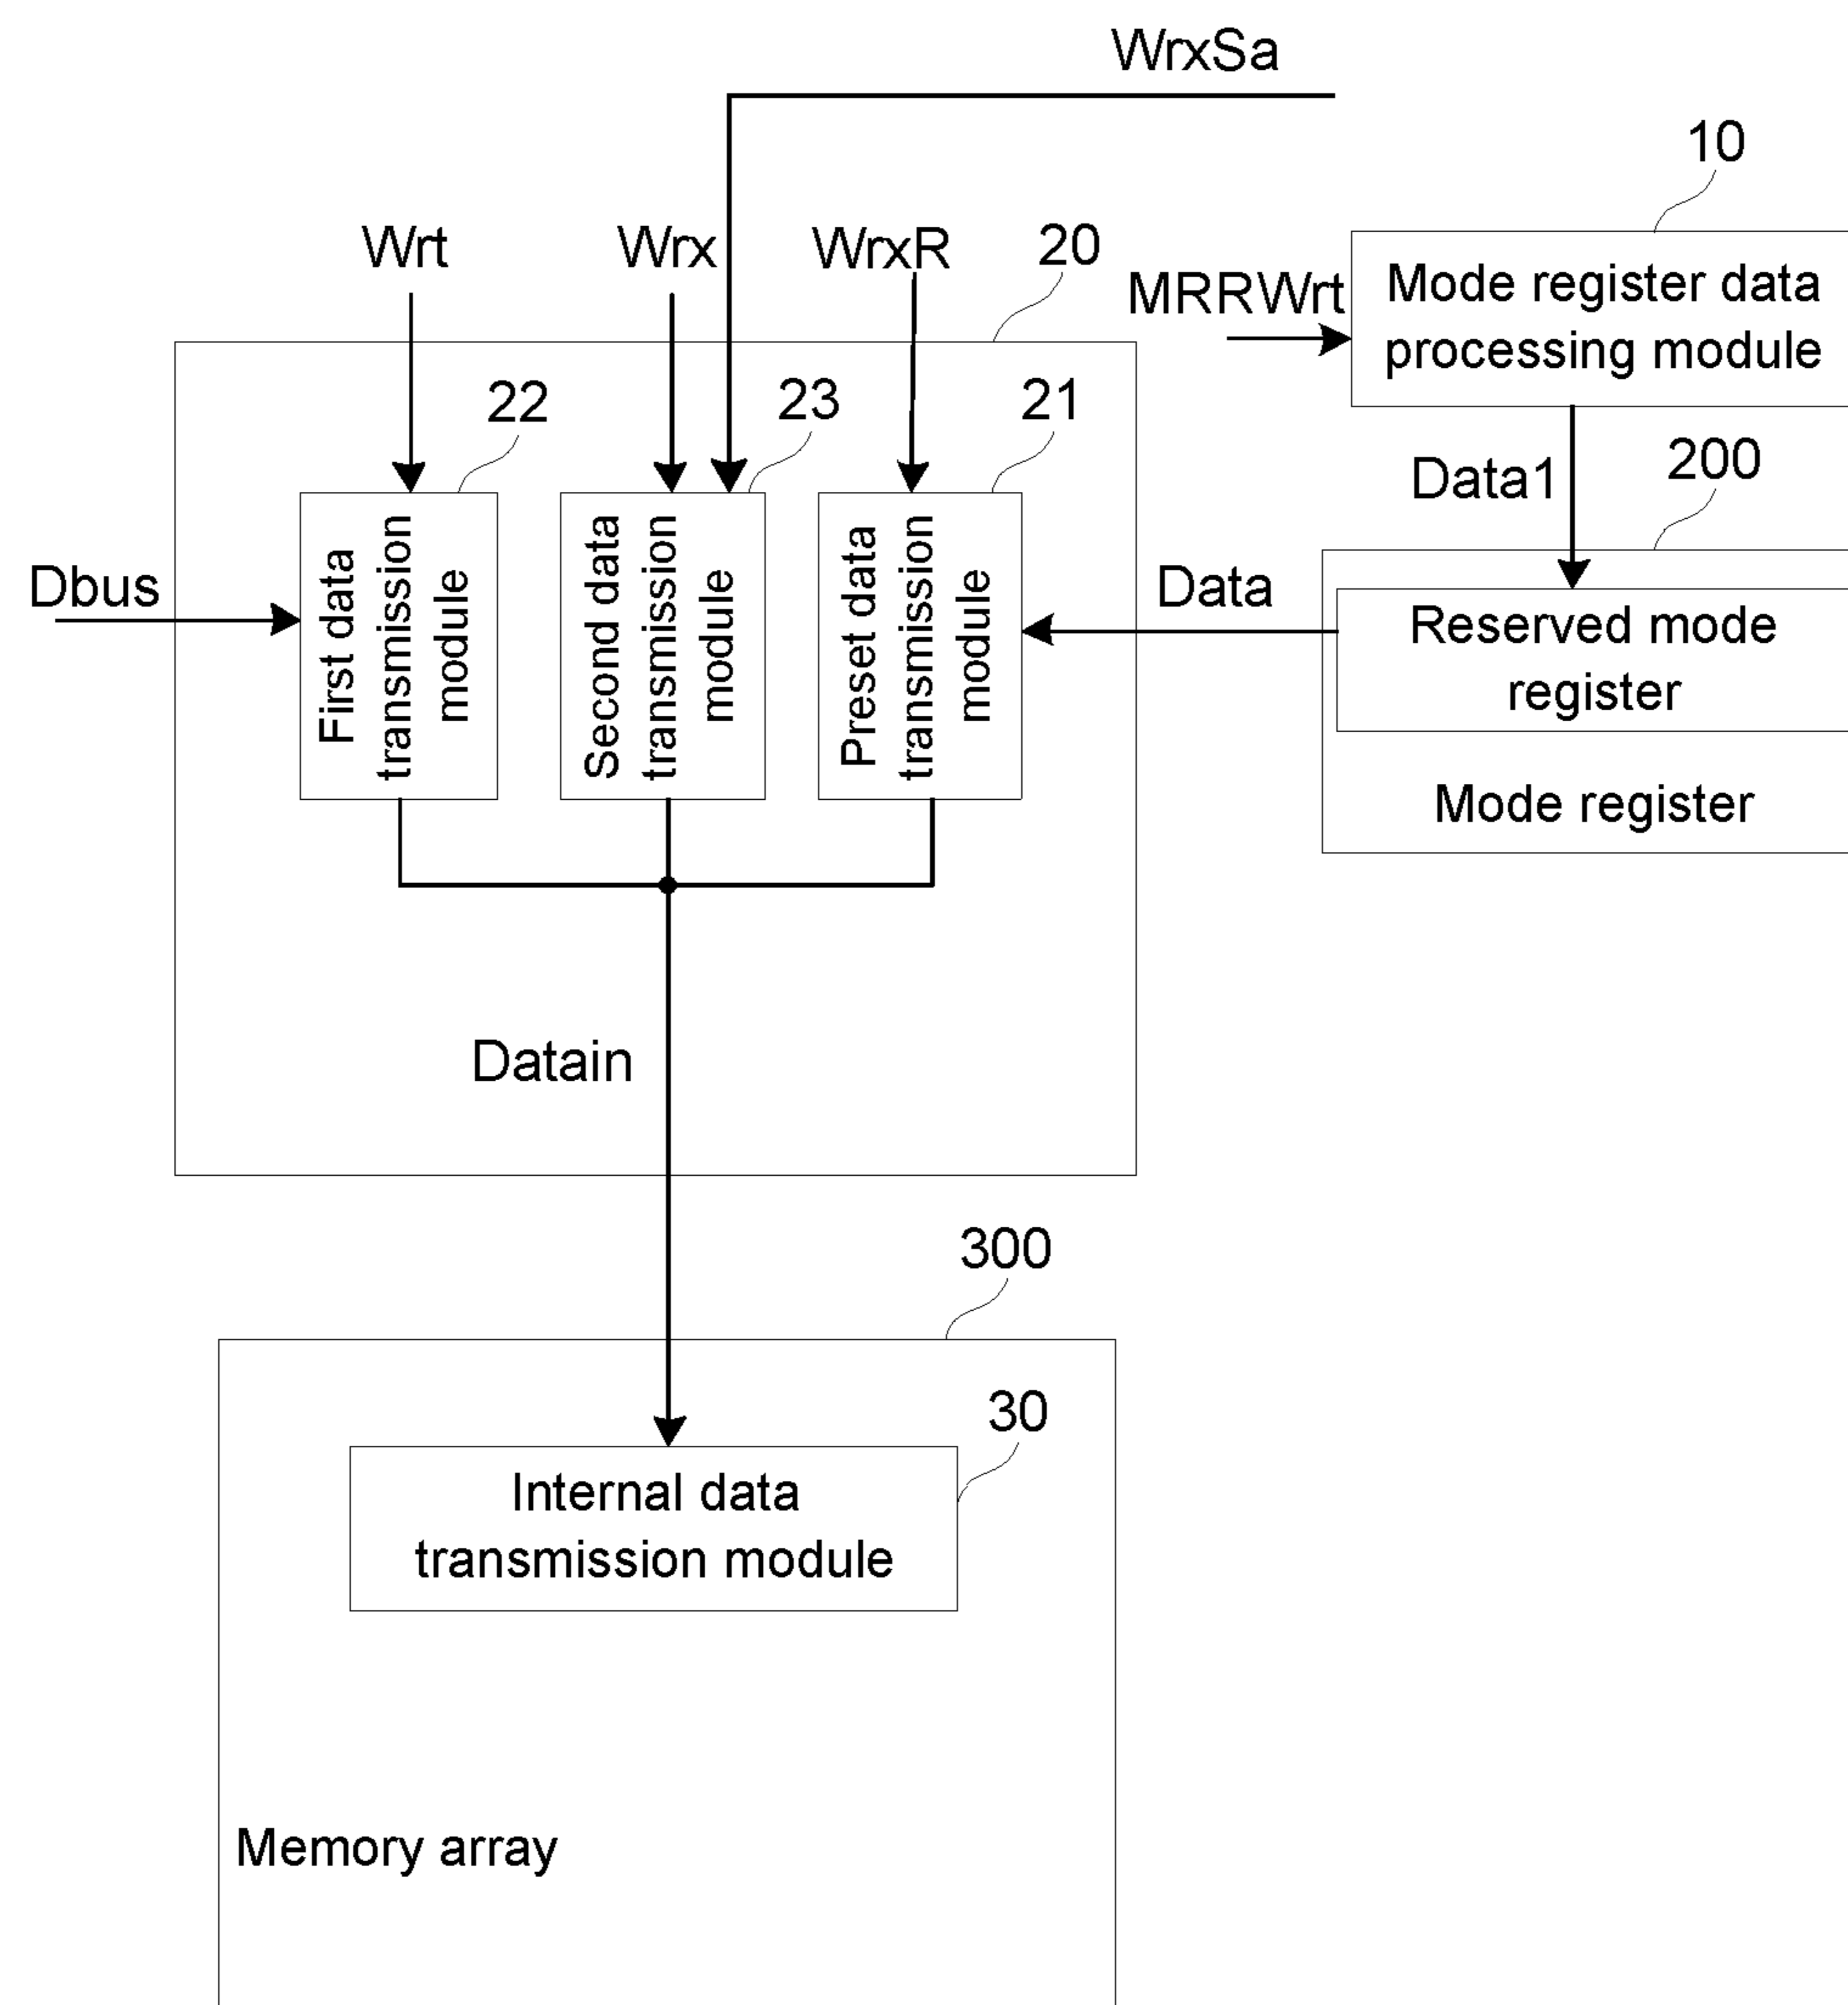 WrxSa
10
Wrt
Wrx
WrxR
20
MRRWrt
Mode register data
processing module
22
23
21
Data1
200
Dbus
First data
transmission
module
Second data
transmission
module
Preset data
transmission
module
Data
Reserved mode
register
Mode register
Datain
300
30
Internal data
transmission module
Memory array